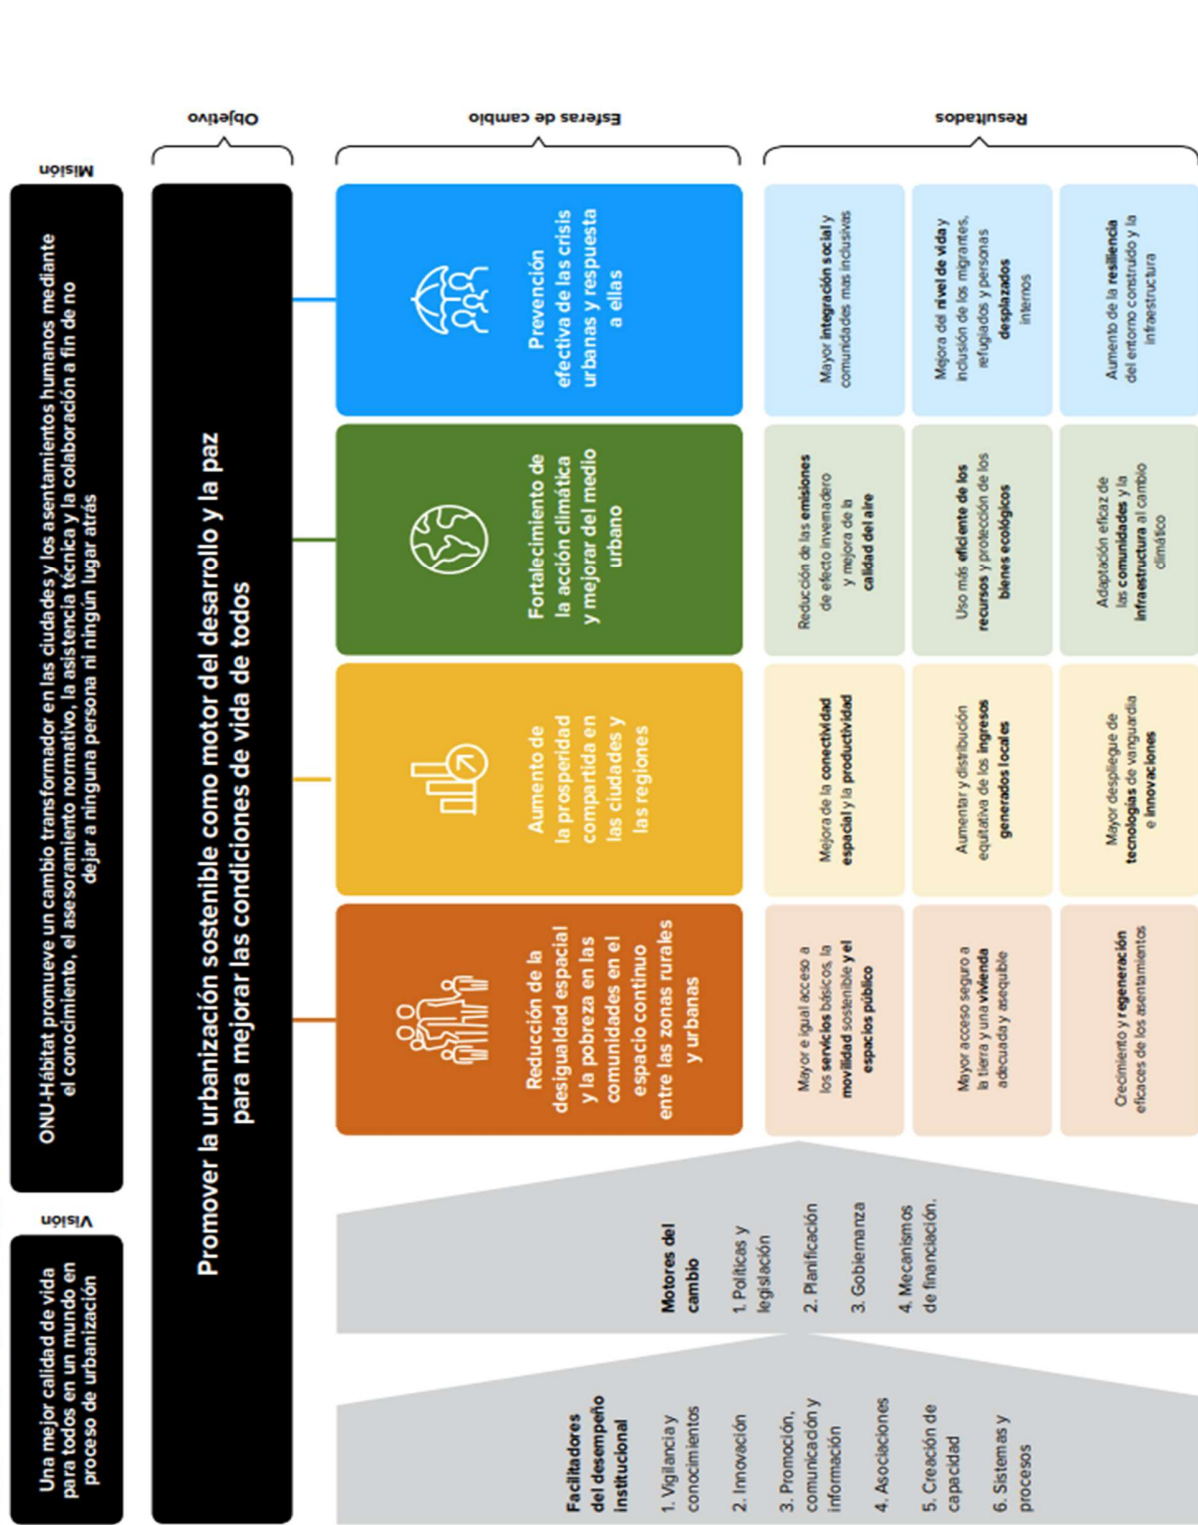 Visión
Una mejor calidad de vida
para todos en un mundo en
proceso de urbanización
Misión
ONU-Hábitat promueve un cambio transformador en las ciudades y los asentamientos humanos mediante
el conocimiento, el asesoramiento normativo, la asistencia técnica y la colaboración a fin de no
dejar a ninguna persona ni ningún lugar atrás
Objetivo
Promover la urbanización sostenible como motor del desarrollo y la paz
para mejorar las condiciones de vida de todos
Facilitadores
del desempeño
institucional
1. Vigilancia y
conocimientos
2. Innovación
3. Promoción,
comunicación y
información
4. Asociaciones
5. Creación de
capacidad
6. Sistemas y
procesos
Motores del
cambio
1. Políticas y
legislación
2. Planificación
3. Gobiernanza
4. Mecanismos
de financiación.
Esferas de cambio
Reducción de la
desigualdad espacial
y la pobreza en las
comunidades en el
espacio continuo
entre las zonas rurales
y urbanas
Aumento de
la prosperidad
compartida en
las ciudades y
las regiones
Fortalecimiento de
la acción climática
y mejorar del medio
urbano
Prevención
efectiva de las crisis
urbanas y respuesta
a ellas
Resultados
Mayor e igual acceso a
los servicios básicos, la
movilidad sostenible y el
espacios público
Mejora de la conectividad
espacial y la productividad
Reducción de las emisiones
de efecto invernadero
y mejora de la
calidad del aire
Mayor integración social y
comunidades mas inclusivas
Mayor acceso seguro a
la tierra y una vivienda
adecuada y asequible
Aumentar y distribución
equitativa de los ingresos
generados locales
Uso más eficiente de los
recursos y protección de los
bienes ecológicos
Mejora del nivel de vida y
inclusión de los migrantes,
refugiados y personas
desplazados
internos
Crecimiento y regeneración
eficaces de los asentamientos
Mayor despliegue de
tecnologías de vanguardia
e innovaciones
Adaptación eficaz de
las comunidades y la
infraestructura al cambio
climático
Aumento de la resiliencia
del entorno construido y la
infraestructura